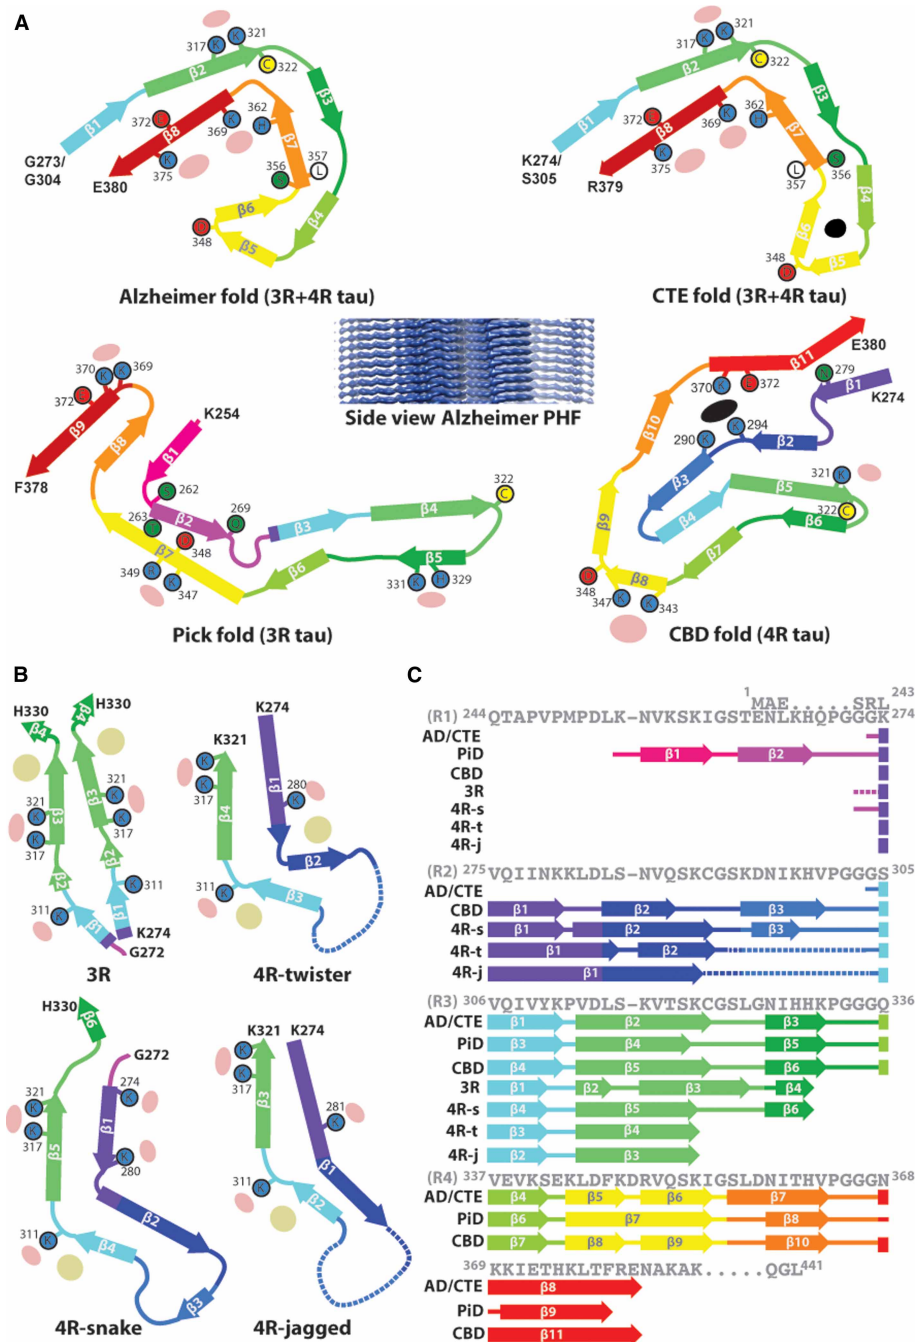 A
317
K
K
321
C
322
β2
β3
β1
372
β8
362
H
β7
K
369
K
375
356
357
L
G273/
G304
E380
β6
β4
348
β5
Alzheimer fold (3R+4R tau)
317
K
K
321
C
322
β2
β3
β1
372
β8
362
H
β7
K
369
K
375
L
357
356
K274/
S305
R379
β4
β6
348
β5
CTE fold (3R+4R tau)
Side view Alzheimer PHF
370
K
K
369
372
β9
β8
F378
K254
β1
262
263
β2
269
348
β7
349
K
347
β3
β4
322
C
β5
K
H
331
329
β6
Pick fold (3R tau)
E380
β11
K
370
372
279
β1
K274
β10
290
K
K
294
β2
β3
321
K
β5
β4
322
C
β6
β9
β7
348
β8
347
K
K
343
CBD fold (4R tau)
B
H330
H330
β4
β4
321
K
K
317
β3
β3
K
321
K
317
β2
β2
311
K
K
311
β1
β1
K274
G272
3R
K274
K321
K
K
317
β4
β1
280
K
β2
311
K
β3
4R-twister
H330
β6
G272
321
K
K
317
274
K
β1
β5
K
280
β2
311
K
β4
β3
4R-snake
K321
K274
K
K
317
β3
281
K
β1
311
K
β2
4R-jagged
C
1 MAE.....SRL 243
(R1) 244 QTAPVPMPDLK-NVKSKIGSTENLKHQPGGGK 274
AD/CTE
PiD β1 β2
CBD
3R
4R-s
4R-t
4R-j
(R2) 275 VQIINKKLDLS-NVQSKCGSKDNIKHVPGGGS 305
AD/CTE
CBD β1 β2 β3
4R-s β1 β2 β3
4R-t β1 β2
4R-j β1
(R3) 306 VQIVYKPVDLS-KVTSKCGSLGNIHHKPGGGQ 336
AD/CTE β1 β2 β3
PiD β3 β4 β5
CBD β4 β5 β6
3R β1 β2 β3 β4
4R-s β4 β5 β6
4R-t β3 β4
4R-j β2 β3
(R4) 337 VEVKSEKLDFKDRVQSKIGSLDNITHVPGGGN 368
AD/CTE β4 β5 β6 β7
PiD β6 β7 β8
CBD β7 β8 β9 β10
369 KKIETHKLTFRENAKAK.....QGL 441
AD/CTE β8
PiD β9
CBD β11